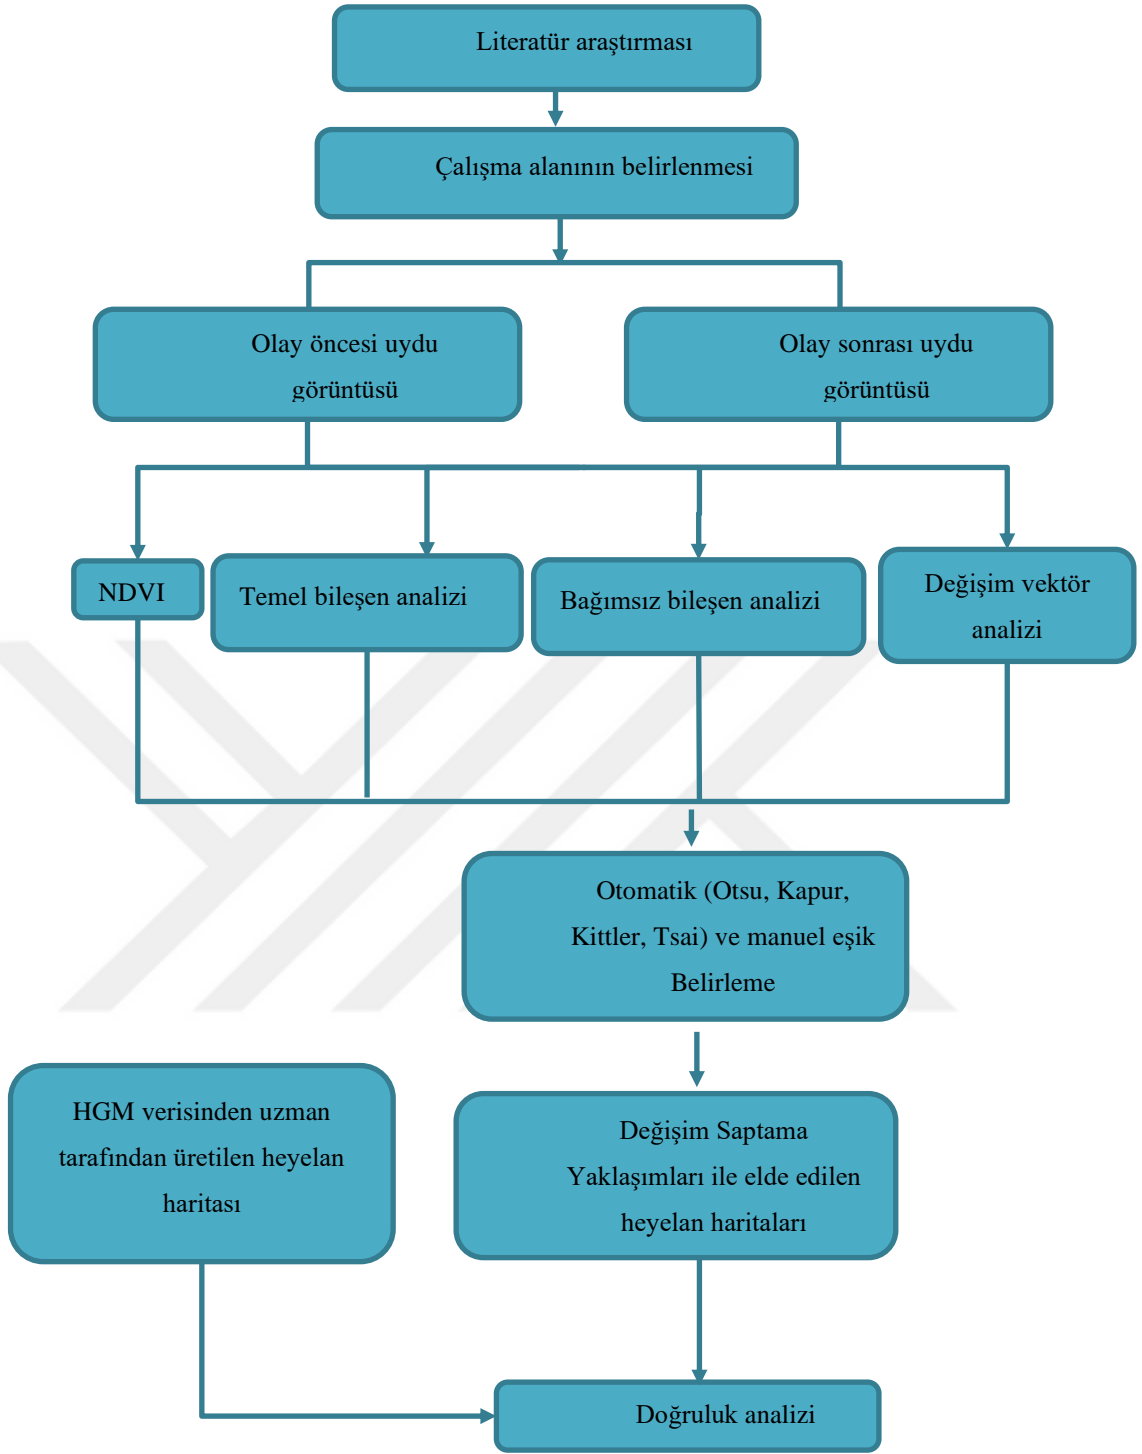 Literatür araştırması
Çalışma alanının belirlenmesi
Olay öncesi uydu
görüntüsü
Olay sonrası uydu
görüntüsü
NDVI
Temel bileşen analizi
Bağımsız bileşen analizi
Değişim vektör
analizi
Otomatik (Otsu, Kapur,
Kittler, Tsai) ve manuel eşik
Belirleme
HGM verisinden uzman
tarafından üretilen heyelan
haritası
Değişim Saptama
Yaklaşımları ile elde edilen
heyelan haritaları
Doğruluk analizi